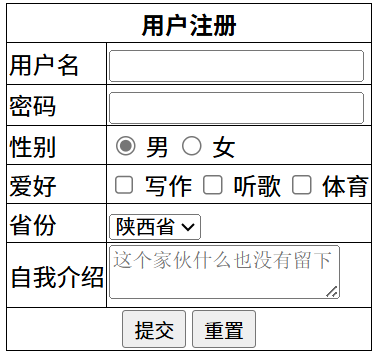 用户注册
用户名
密码
性别 男 女
爱好 写作 听歌 体育
省份 陕西省
自我介绍 这个家伙什么也没有留下
提交 重置